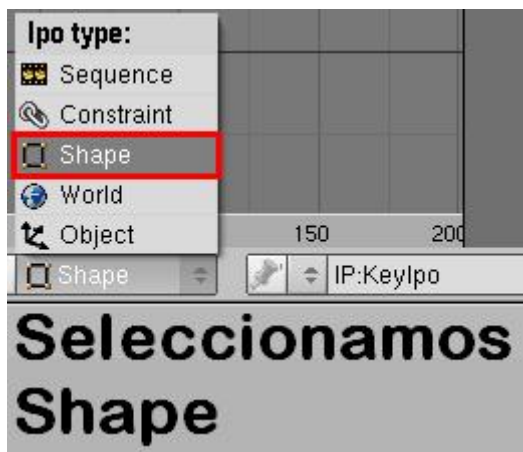 Ipo type:
Sequence
Constraint
Shape
World
Object
150 200
Shape IP:KeyIpo
Seleccionamos
Shape